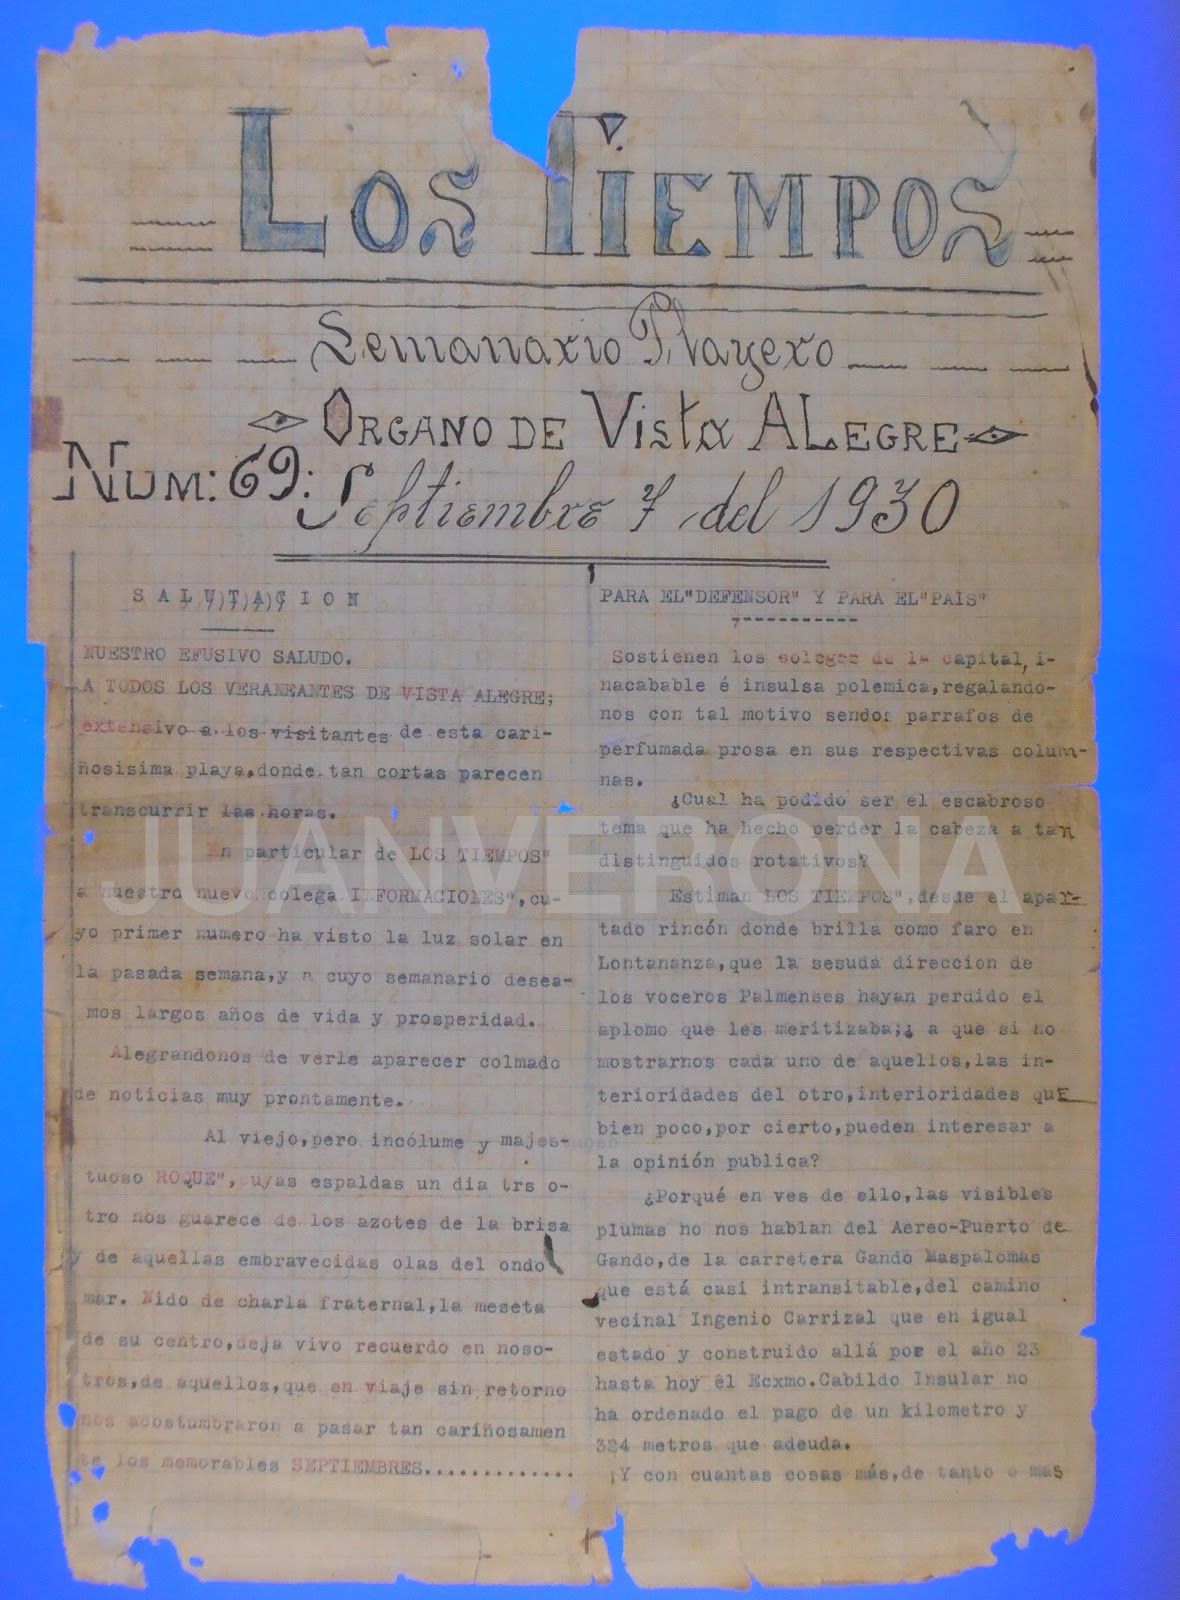 LOS TIEMPOS
Semanario Playero
ORGANO DE Vista ALEGRE
NUM: 69: Septiembre 7 del 1930
SALUTACION
NUESTRO EFUSIVO SALUDO.
A TODOS LOS VERANEANTES DE VISTA ALEGRE;
extensivo a los visitantes de esta cari-
ñosisima playa,donde tan cortas parecen
transcurrir las horas.
En particular de LOS TIEMPOS"
a nuestro nuevo colega INFORMACIONES",cu-
yo primer numero ha visto la luz solar en
la pasada semana,y a cuyo semanario desea-
mos largos años de vida y prosperidad.
Alegrandonos de verle aparecer colmado
de noticias muy prontamente.
Al viejo,pero incólume y majes-
tuoso ROQUE",cuyas espaldas un dia trs o-
tro nos guarece de los azotes de la brisa
y de aquellas embravecidas olas del ondo
mar. Nido de charla fraternal,la meseta
de su centro,deja vivo recuerdo en noso-
tros,de aquellos,que en viaje sin retorno
nos acostumbraron a pasar tan cariñosamen
te los memorables SEPTIEMBRES.............
PARA EL"DEFENSOR" Y PARA EL"PAÍS"
Sostienen los colegas de la capital, i-
nacabable é insulsa polemica,regalando-
nos con tal motivo sendos parrafos de
perfumada prosa en sus respectivas colum-
nas.
¿Cual ha podido ser el escabroso
tema que ha hecho perder la cabeza a tan
distinguidos rotativos?
Estiman LOS TIEMPOS",desde el apar-
tado rincón donde brilla como faro en
Lontananza,que la sesuda direccion de
los voceros Palmenses hayan perdido el
aplomo que les meritizaba;¿ a que si no
mostrarnos cada uno de aquellos,las in-
terioridades del otro,interioridades que
bien poco,por cierto,pueden interesar a
la opinión publica?
¿Porqué en ves de ello,las visibles
plumas no nos hablan del Aereo-Puerto de
Gando,de la carretera Gando Maspalomas
que está casi intransitable,del camino
vecinal Ingenio Carrizal que en igual
estado y construido allá por el año 23
hasta hoy él Ecxmo.Cabildo Insular no
ha ordenado el pago de un kilometro y
324 metros que adeuda.
¡Y con cuantas cosas más,de tanto o mas
JUANVERONA